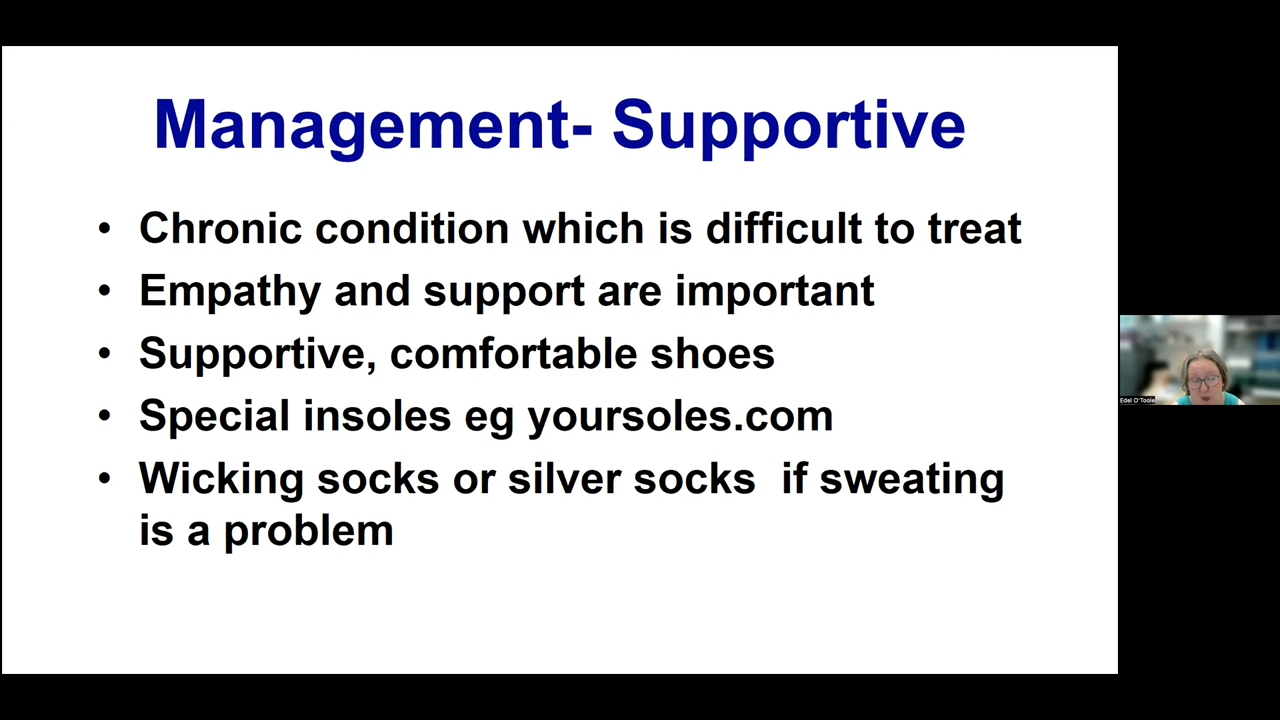 Management- Supportive
• Chronic condition which is difficult to treat
• Empathy and support are important
• Supportive, comfortable shoes
• Special insoles eg yoursoles.com
• Wicking socks or silver socks  if sweating
is a problem
Edel O'Toole